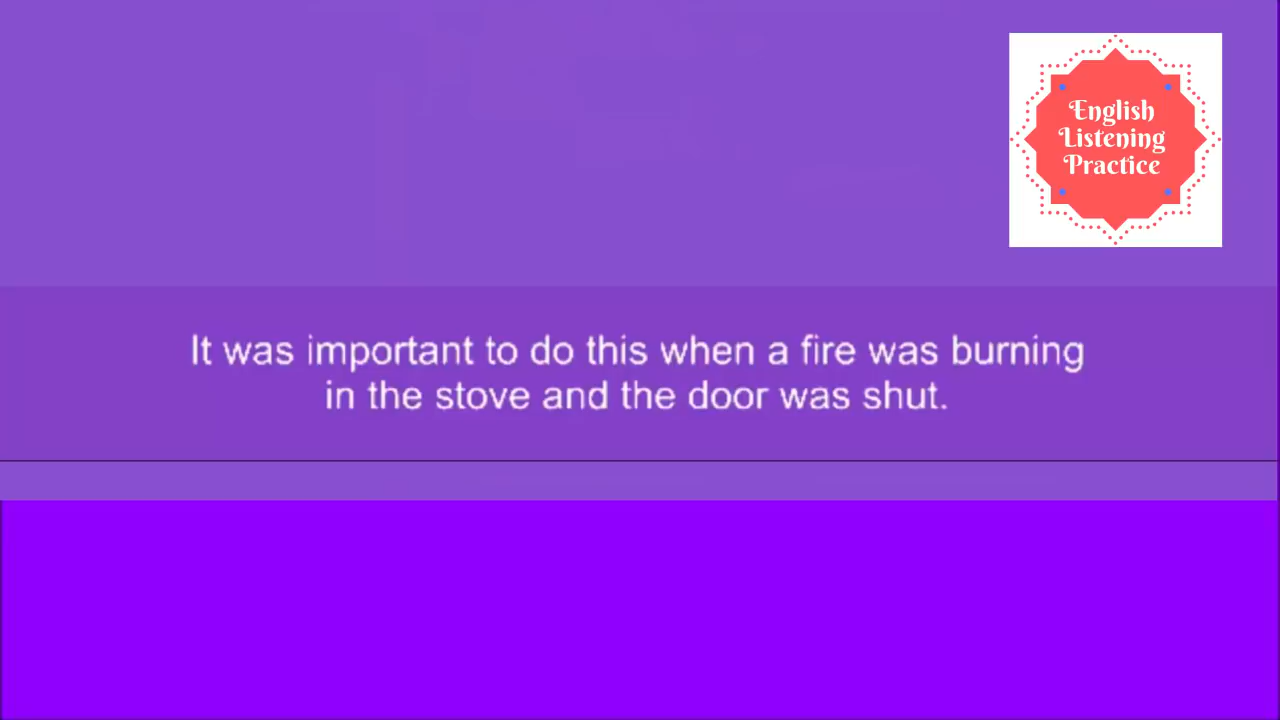 English
Listening
Practice
It was important to do this when a fire was burning
in the stove and the door was shut.